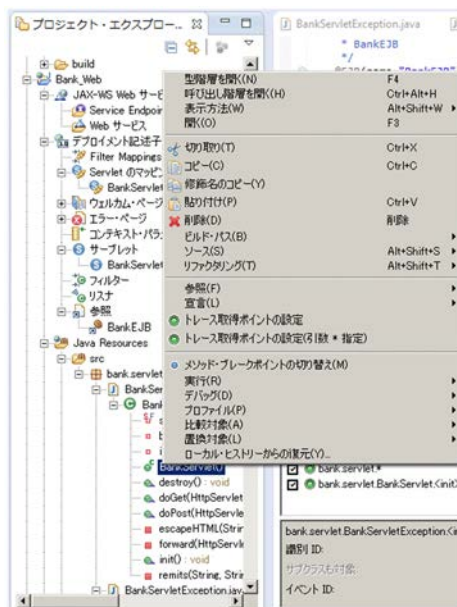 プロジェクト・エクスプロー...
build
Bank_Web
JAX-WS Web サービ
Service Endpoin
Web サービス
デプロイメント記述子
Filter Mappings
Servlet のマッピン
BankServlet
ウェルカム・ページ
エラー・ページ
コンテキスト・パラ
サーブレット
BankServlet
フィルター
リスナ
参照
BankEJB
Java Resources
src
bank.servlet
BankSer
Bank
BankServlet()
destroy() : void
doGet(HttpServlet
doPost(HttpServle
escapeHTML(Strin
forward(HttpServle
init() : void
remits(String, Strin
BankServletException.jav
型階層を開く(N) F4
呼び出し階層を開く(H) Ctrl+Alt+H
表示方法(W) Alt+Shift+W
開く(O) F3
切り取り(T) Ctrl+X
コピー(C) Ctrl+C
修飾名のコピー(Y)
貼り付け(P) Ctrl+V
削除(D) 削除
ビルド・パス(B)
ソース(S) Alt+Shift+S
リファクタリング(T) Alt+Shift+T
参照(F)
宣言(L)
トレース取得ポイントの設定
トレース取得ポイントの設定(引数 * 指定)
メソッド・ブレークポイントの切り替え(M)
実行(R)
デバッグ(D)
プロファイル(P)
比較対象(A)
置換対象(L)
ローカル・ヒストリーからの復元(Y)...
BankServletException.java
* BankEJB
*/
bank.servlet.*
bank.servlet.BankServlet.<init>
bank.servlet.BankServletException.<in
識別 ID:
サブクラスも対象:
イベント ID: